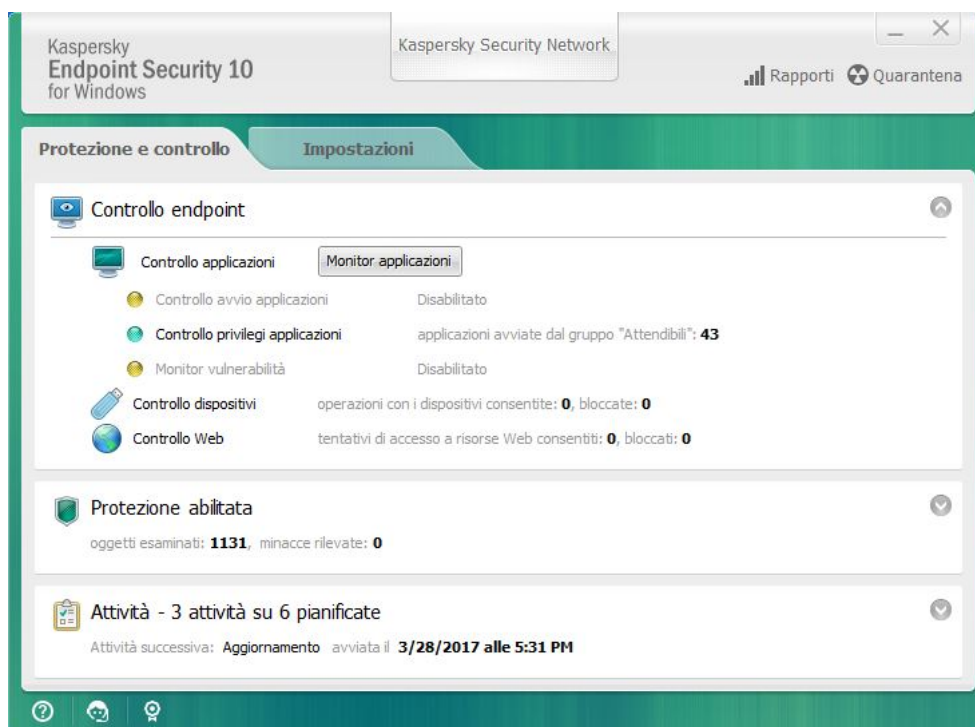 Kaspersky
Endpoint Security 10
for Windows
Kaspersky Security Network
Rapporti Quarantena
Protezione e controllo Impostazioni
Controllo endpoint
Controllo applicazioni Monitor applicazioni
Controllo avvio applicazioni Disabilitato
Controllo privilegi applicazioni applicazioni avviate dal gruppo "Attendibili": 43
Monitor vulnerabilità Disabilitato
Controllo dispositivi operazioni con i dispositivi consentite: 0, bloccate: 0
Controllo Web tentativi di accesso a risorse Web consentiti: 0, bloccati: 0
Protezione abilitata
oggetti esaminati: 1131, minacce rilevate: 0
Attività - 3 attività su 6 pianificate
Attività successiva: Aggiornamento avviata il 3/28/2017 alle 5:31 PM